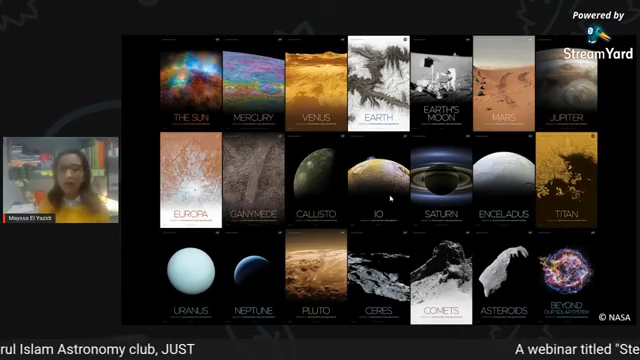 Powered by
StreamYard
THE SUN
MERCURY
VENUS
EARTH
EARTH'S
MOON
MARS
JUPITER
EUROPA
GANYMEDE
CALLISTO
IO
SATURN
ENCELADUS
TITAN
URANUS
NEPTUNE
PLUTO
CERES
COMETS
ASTEROIDS
BEYOND
OUR SOLAR SYSTEM
Mayssa El Yazidi
© NASA
rul Islam Astronomy club, JUST
A webinar titled "Ste